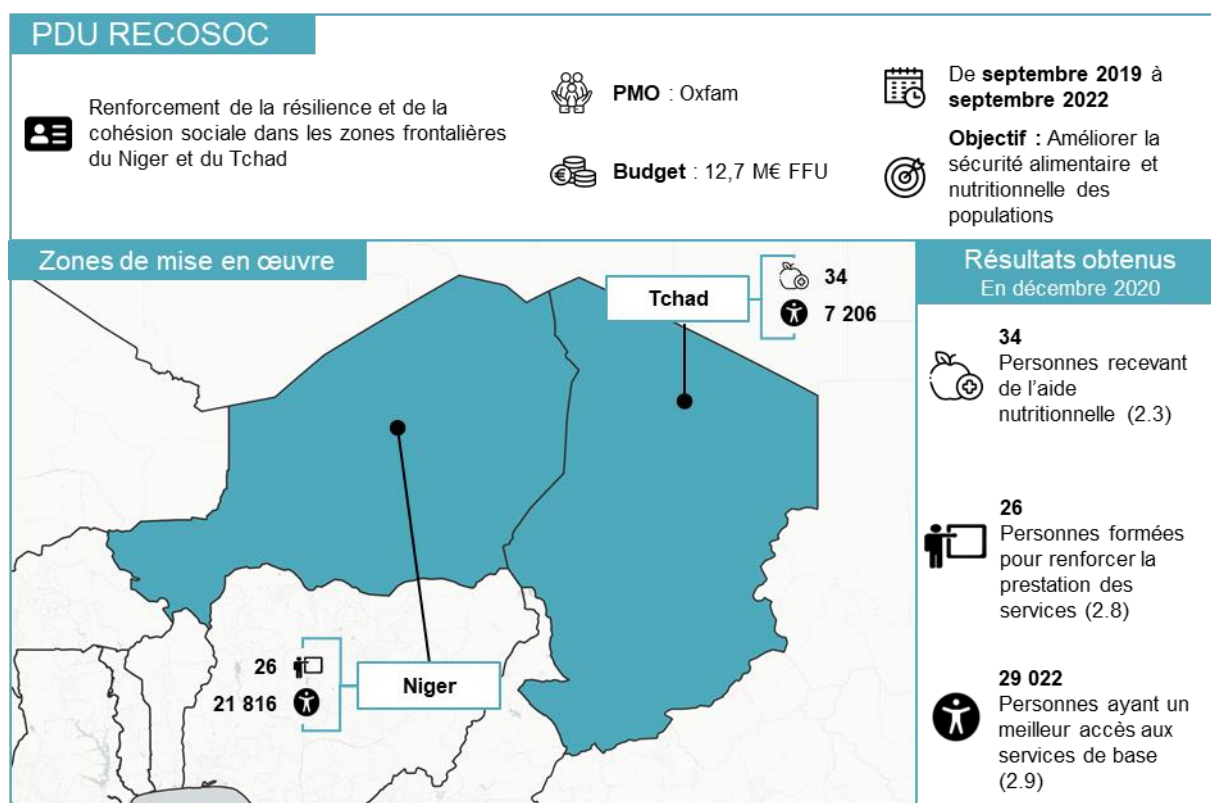 PDU RECOSOC
Renforcement de la résilience et de la
cohésion sociale dans les zones frontalières
du Niger et du Tchad
PMO : Oxfam
Budget : 12,7 M€ FFU
De septembre 2019 à
septembre 2022
Objectif : Améliorer la
sécurité alimentaire et
nutritionnelle des
populations
Zones de mise en œuvre
Tchad
34
7 206
26
21 816
Niger
Résultats obtenus
En décembre 2020
34
Personnes recevant
de l’aide
nutritionnelle (2.3)
26
Personnes formées
pour renforcer la
prestation des
services (2.8)
29 022
Personnes ayant un
meilleur accès aux
services de base
(2.9)